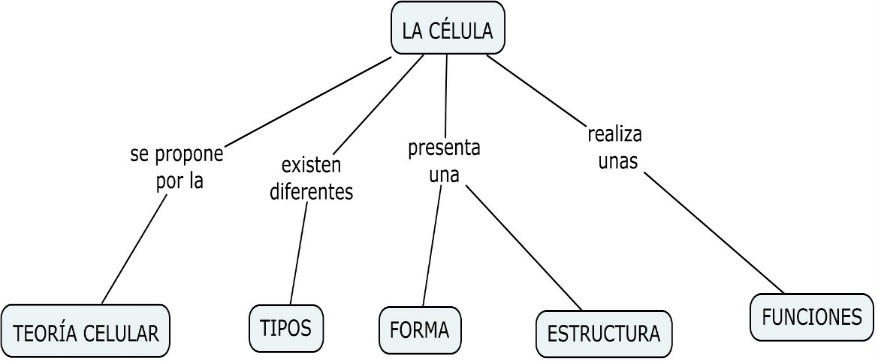 LA CÉLULA
se propone
por la
existen
diferentes
presenta
una
realiza
unas
TEORÍA CELULAR
TIPOS
FORMA
ESTRUCTURA
FUNCIONES